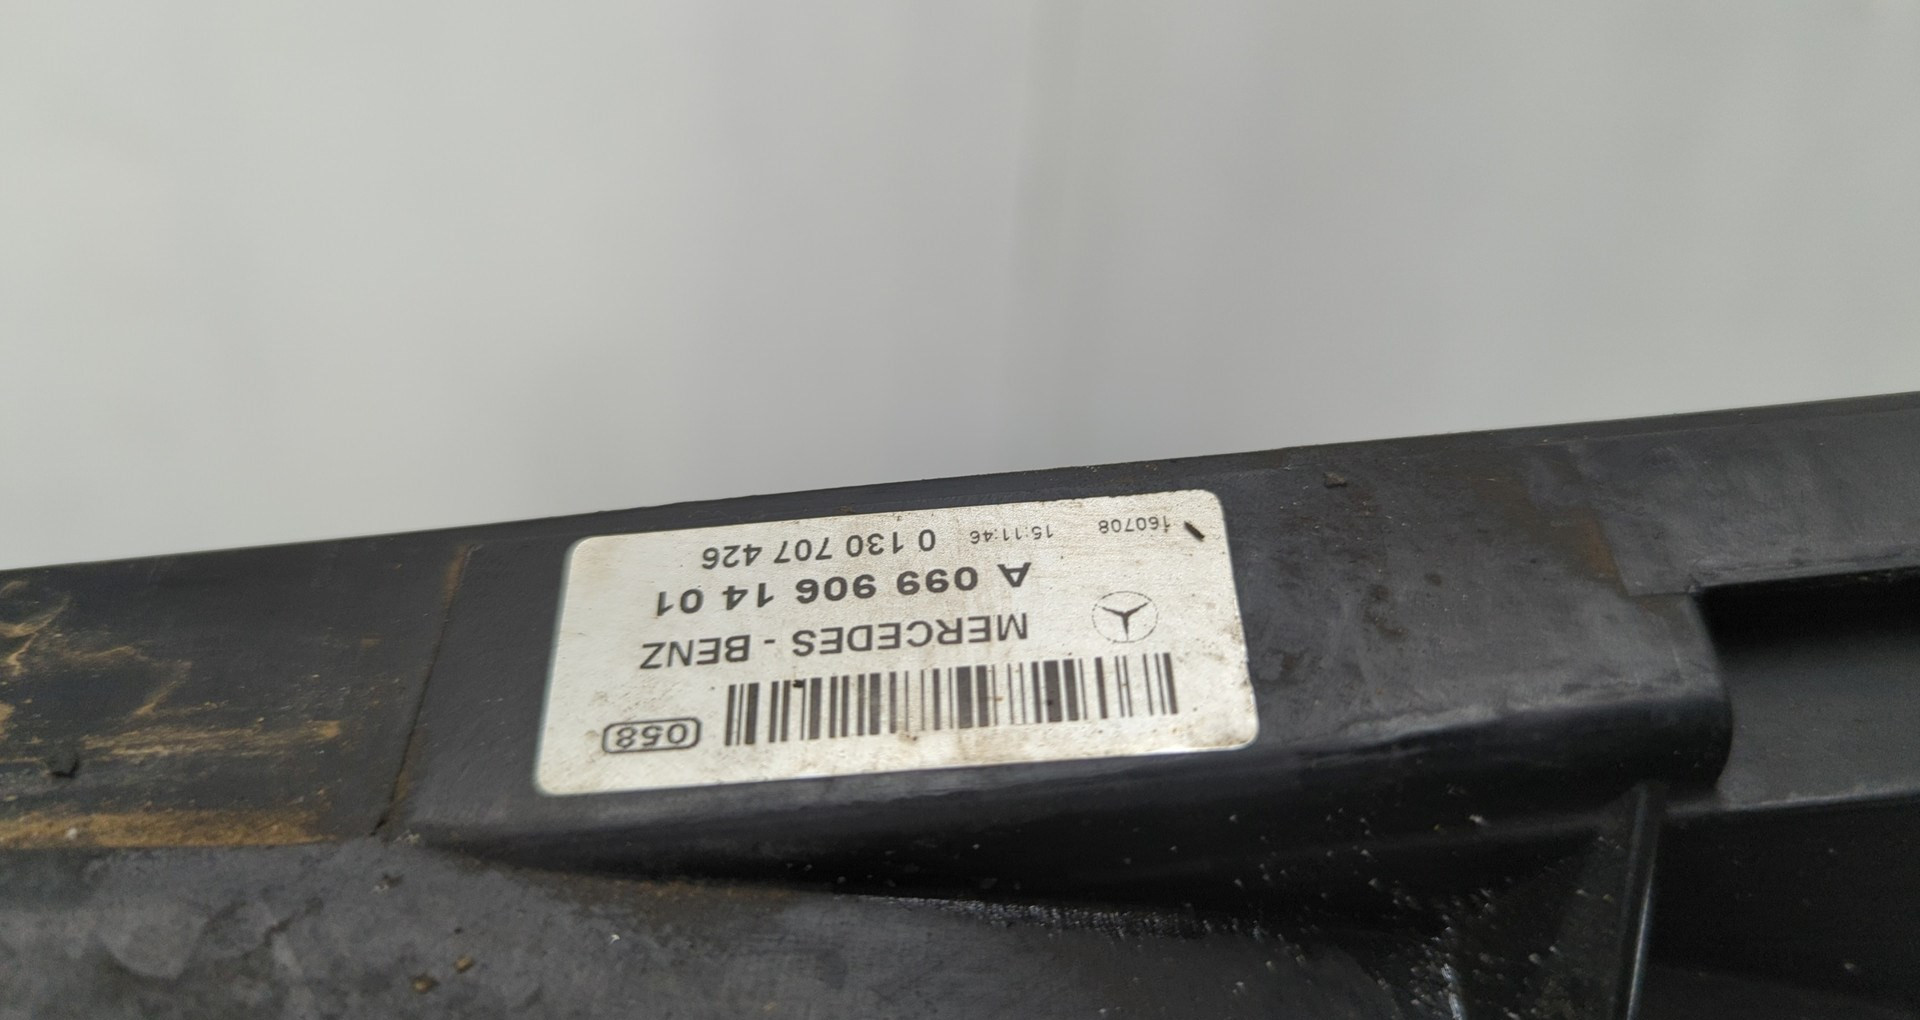 058
MERCEDES - BENZ
A 099 906 14 01
160708 15:11:46 0 130 707 426